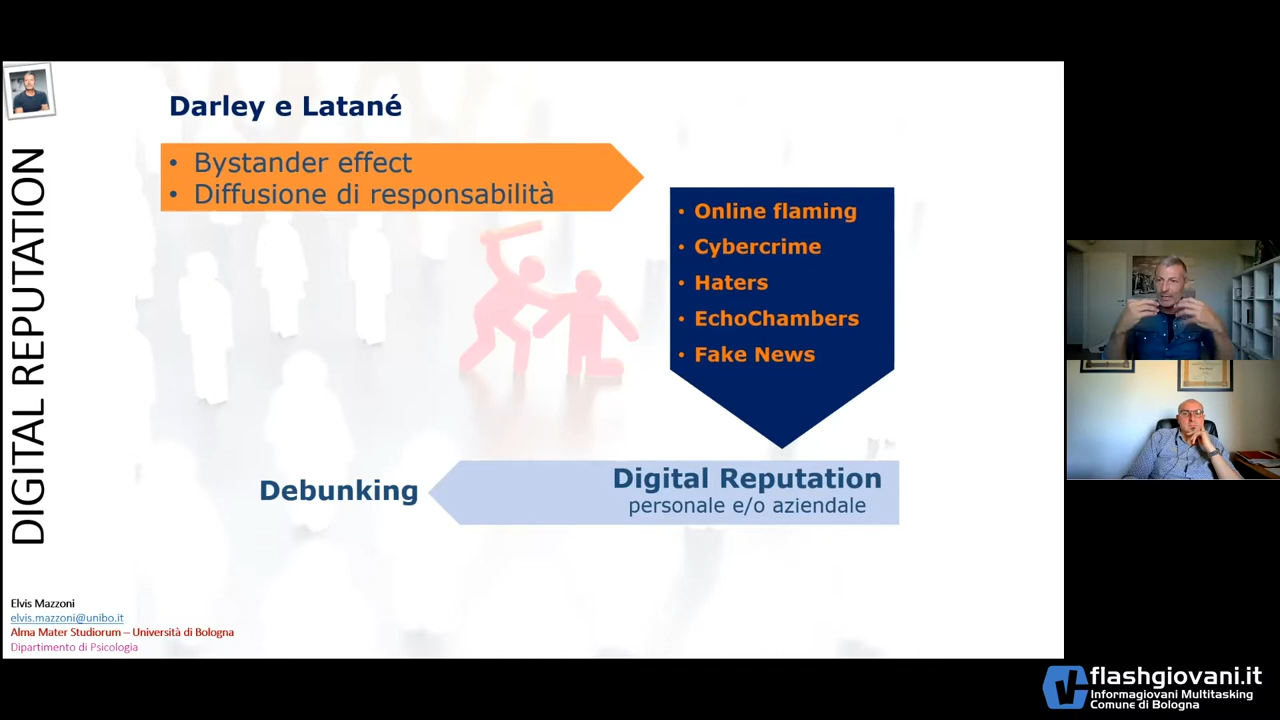 DIGITAL REPUTATION
Darley e Latané
• Bystander effect
• Diffusione di responsabilità
• Online flaming
• Cybercrime
• Haters
• EchoChambers
• Fake News
Digital Reputation
personale e/o aziendale
Debunking
Elvis Mazzoni
elvis.mazzoni@unibo.it
Alma Mater Studiorum – Università di Bologna
Dipartimento di Psicologia
flashgiovani.it
Informagiovani Multitasking
Comune di Bologna